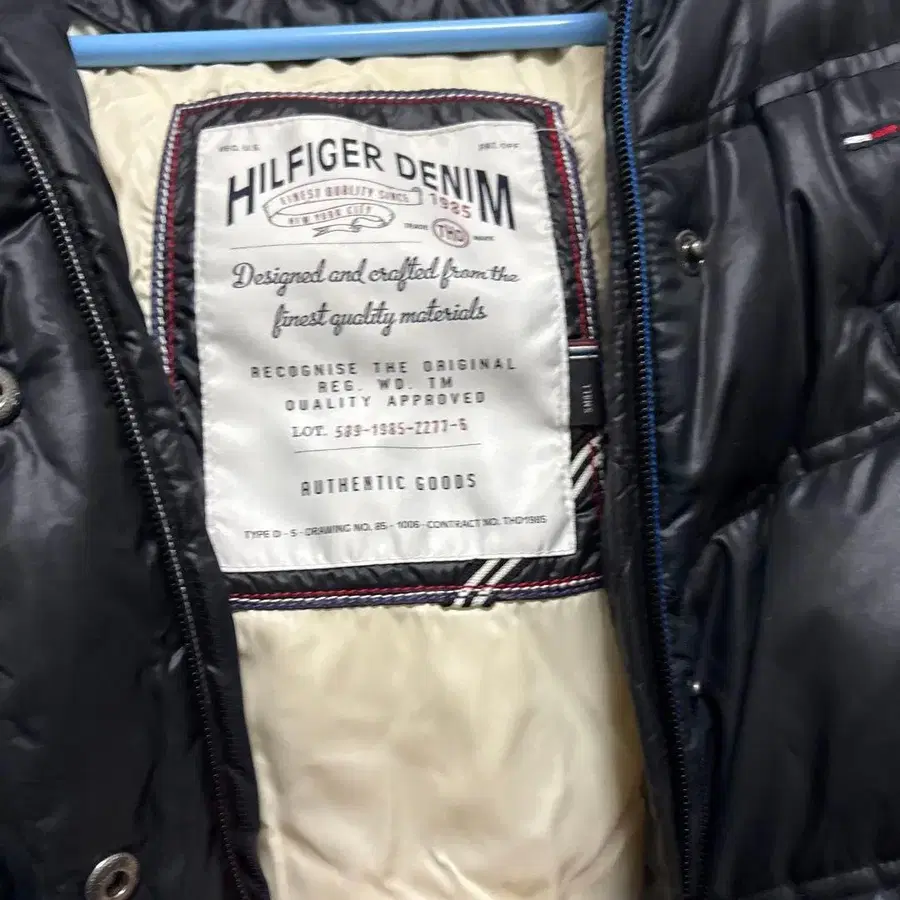 REG. U.S. PAT. OFF.
HILFIGER DENIM
FINEST QUALITY SINCE 1985
NEW YORK CITY
TRADE THD MARK
Designed and crafted from the
finest quality materials
RECOGNISE THE ORIGINAL
REG. WD. TM
QUALITY APPROVED
LOT. 589-1985-2277-6
AUTHENTIC GOODS
TYPE D - S - DRAWING NO. 85 - 1006 - CONTRACT NO. THD1985
SMALL